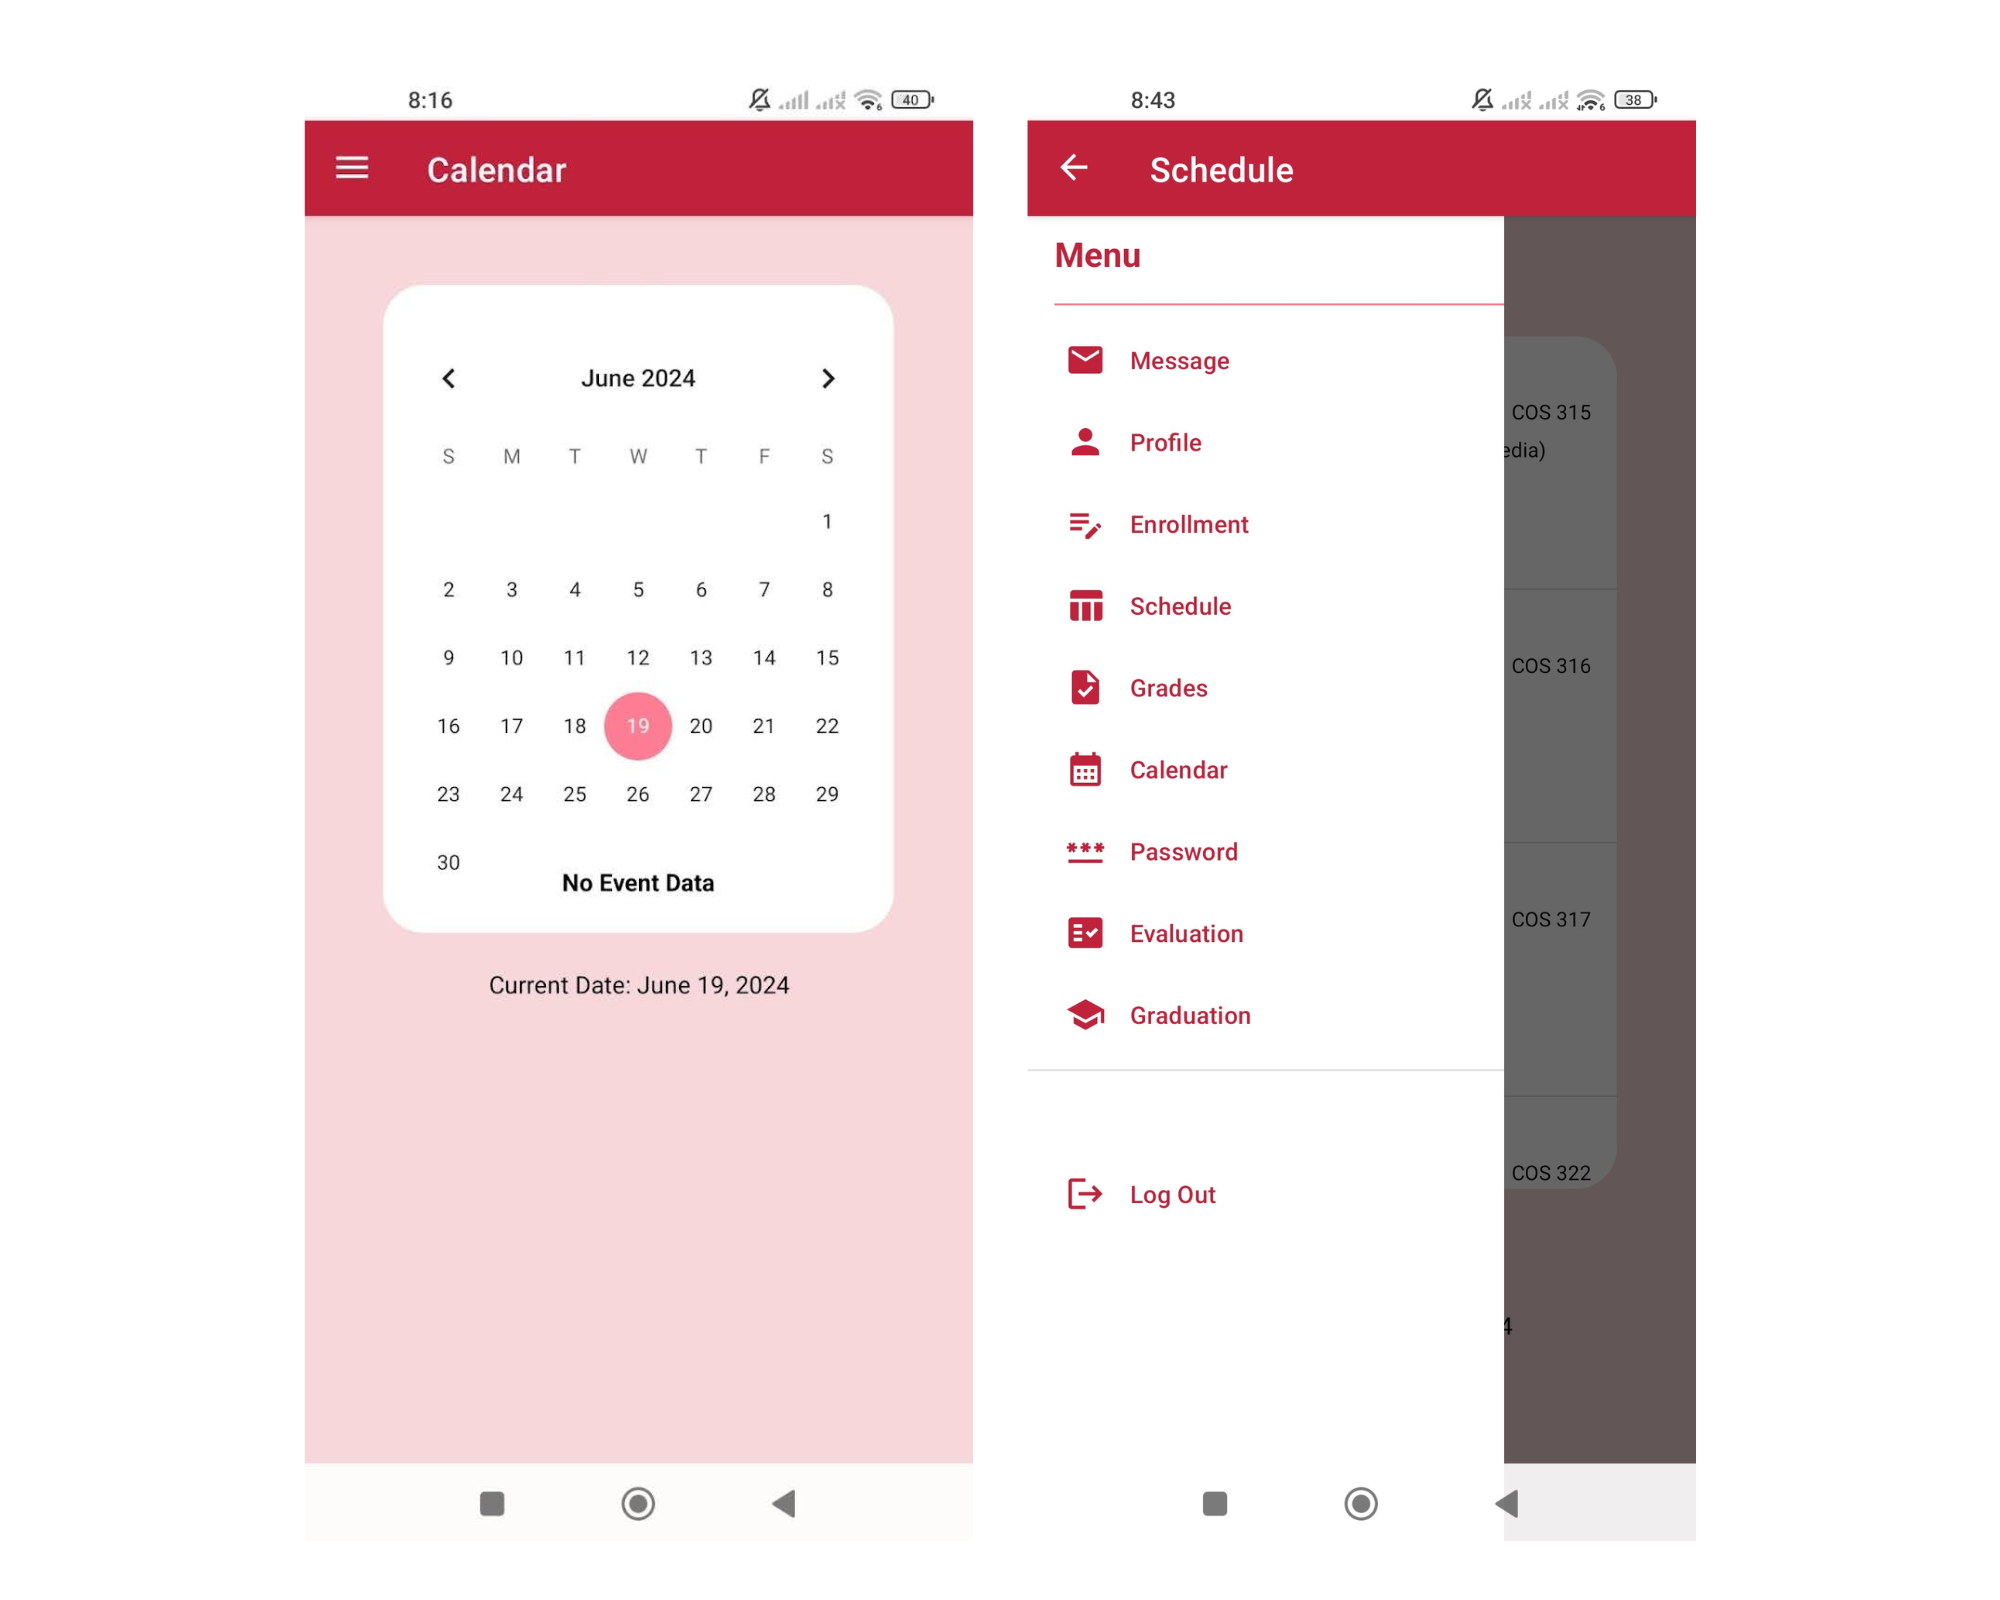 8:16
40
Calendar
June 2024
S M T W T F S
1
2 3 4 5 6 7 8
9 10 11 12 13 14 15
16 17 18 19 20 21 22
23 24 25 26 27 28 29
30
No Event Data
Current Date: June 19, 2024
8:43
38
Schedule
Menu
Message
Profile
Enrollment
Schedule
Grades
Calendar
Password
Evaluation
Graduation
Log Out
COS 315
edia)
COS 316
COS 317
COS 322
4